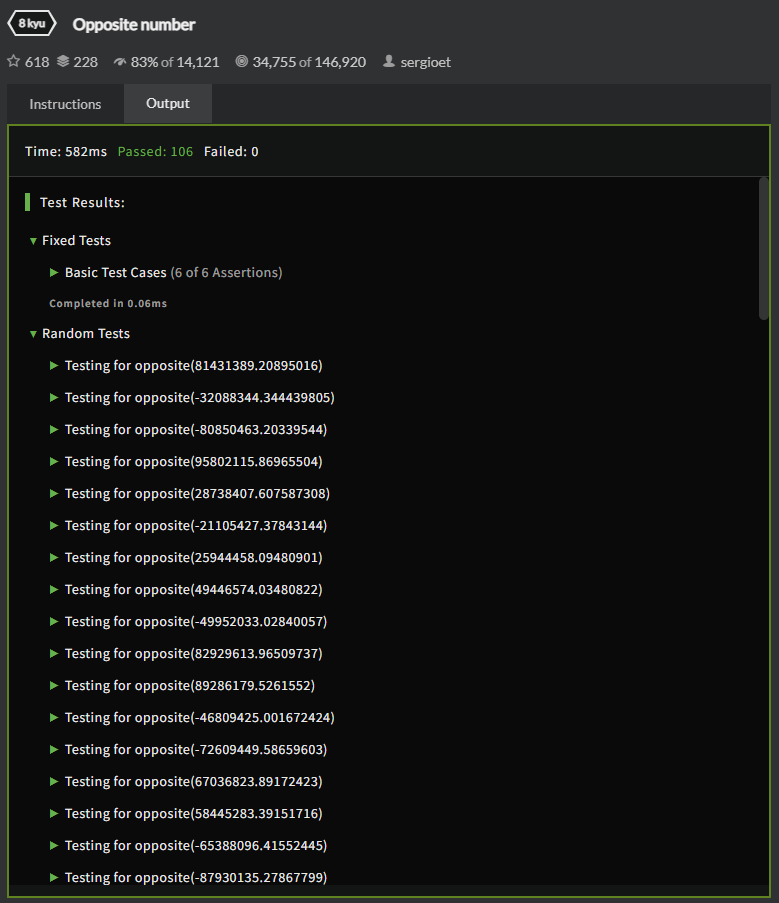 8 kyu Opposite number
618 228 83% of 14,121 34,755 of 146,920 sergioet
Instructions Output
Time: 582ms Passed: 106 Failed: 0
Test Results:
▼ Fixed Tests
▶ Basic Test Cases (6 of 6 Assertions)
Completed in 0.06ms
▼ Random Tests
▶ Testing for opposite(81431389.20895016)
▶ Testing for opposite(-32088344.344439805)
▶ Testing for opposite(-80850463.20339544)
▶ Testing for opposite(95802115.86965504)
▶ Testing for opposite(28738407.607587308)
▶ Testing for opposite(-21105427.37843144)
▶ Testing for opposite(25944458.09480901)
▶ Testing for opposite(49446574.03480822)
▶ Testing for opposite(-49952033.02840057)
▶ Testing for opposite(82929613.96509737)
▶ Testing for opposite(89286179.5261552)
▶ Testing for opposite(-46809425.001672424)
▶ Testing for opposite(-72609449.58659603)
▶ Testing for opposite(67036823.89172423)
▶ Testing for opposite(58445283.39151716)
▶ Testing for opposite(-65388096.41552445)
▶ Testing for opposite(-87930135.27867799)